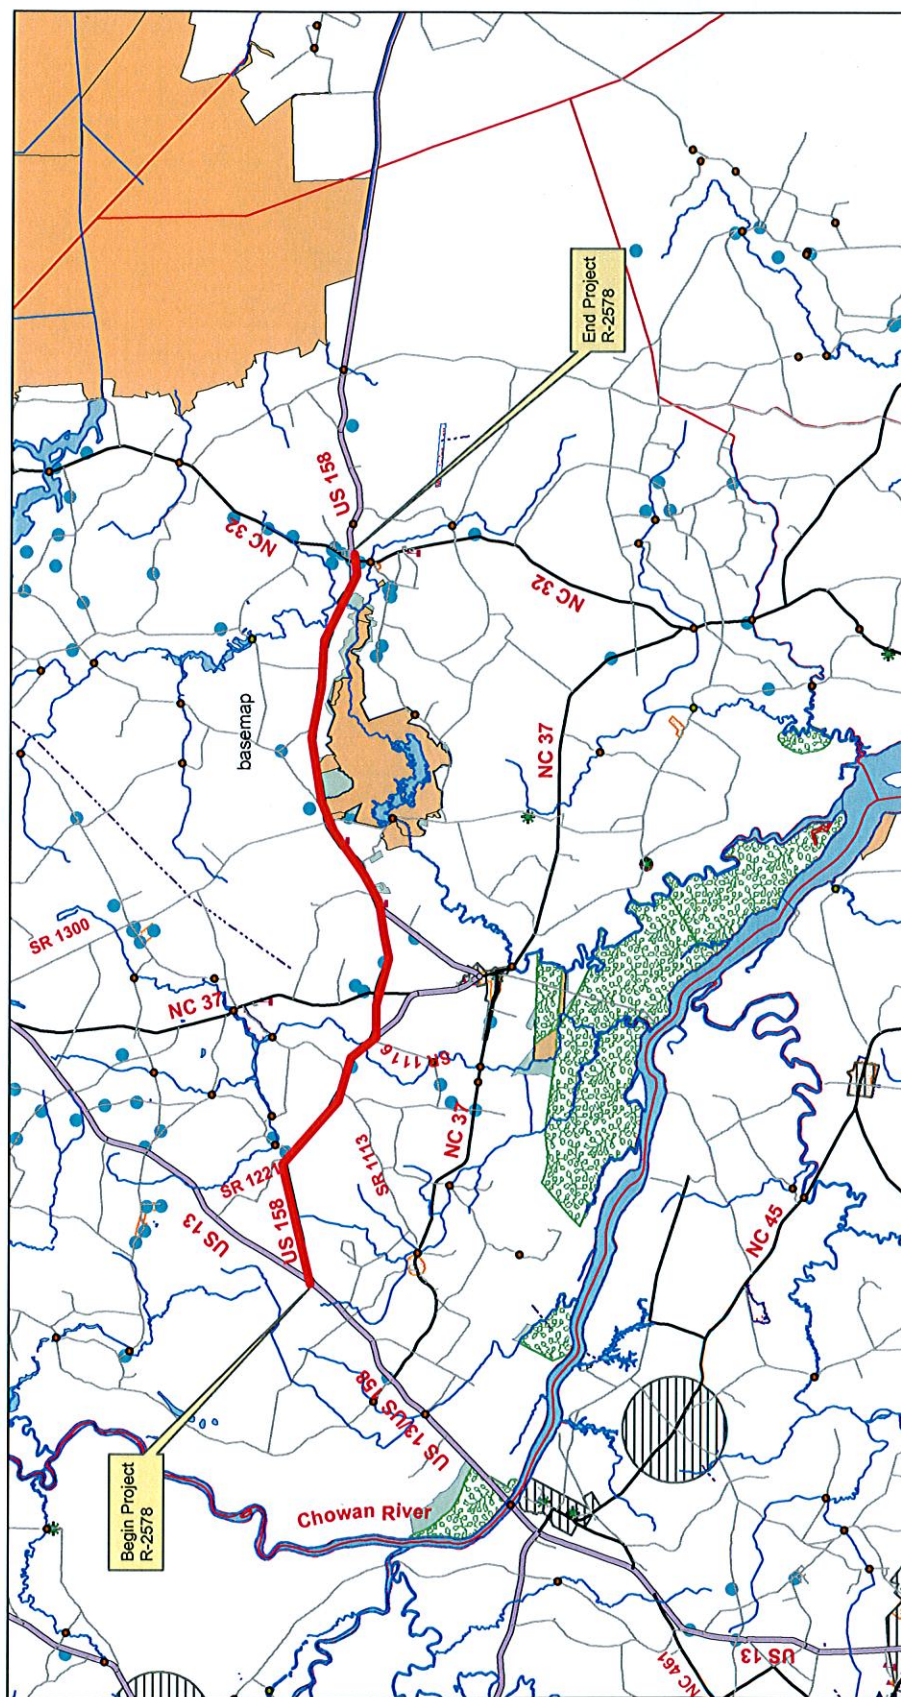 SR 1300
NC 37
US 13
SR 1221
US 158
SR 1116
SR 1113
NC 37
basemap
NC 32
US 158
End Project
R-2578
NC 32
NC 37
Begin Project
R-2578
US 13/US 158
Chowan River
NC 45
NC 461
US 13